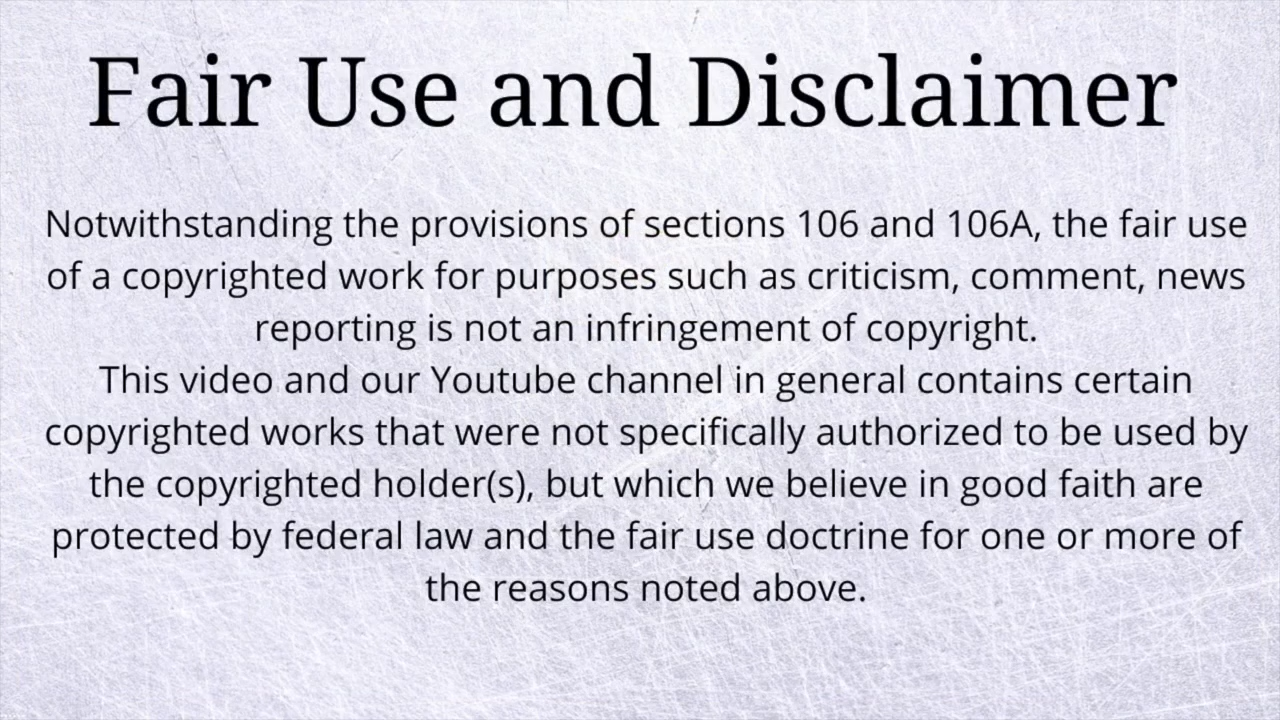 Fair Use and Disclaimer
Notwithstanding the provisions of sections 106 and 106A, the fair use
of a copyrighted work for purposes such as criticism, comment, news
reporting is not an infringement of copyright.
This video and our Youtube channel in general contains certain
copyrighted works that were not specifically authorized to be used by
the copyrighted holder(s), but which we believe in good faith are
protected by federal law and the fair use doctrine for one or more of
the reasons noted above.